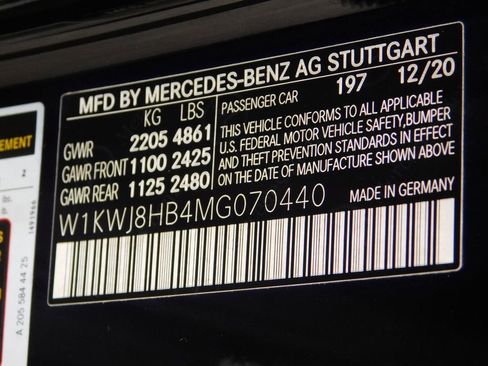 MFD BY MERCEDES-BENZ AG STUTTGART
KG LBS
GVWR 2205 4861
GAWR FRONT 1100 2425
GAWR REAR 1125 2480
PASSENGER CAR 197 12/20
THIS VEHICLE CONFORMS TO ALL APPLICABLE
U.S. FEDERAL MOTOR VEHICLE SAFETY, BUMPER
AND THEFT PREVENTION STANDARDS IN EFFECT
ON THE DATE OF MANUFACTURE SHOWN ABOVE
W1KWJ8HB4MG070440
MADE IN GERMANY
EMENT
2
1491966
A 205 584 44 25